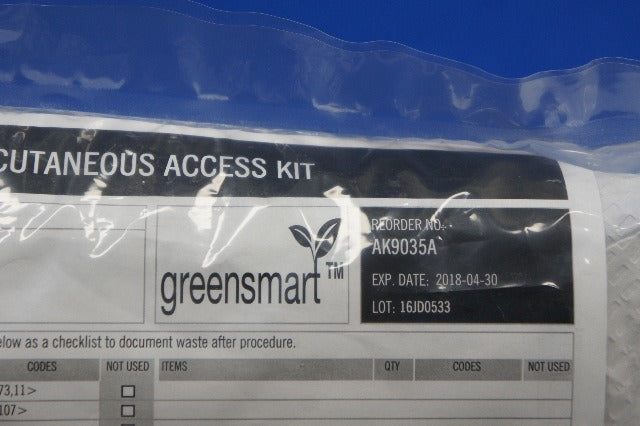 CUTANEOUS ACCESS KIT
greensmart™
REORDER NO.:
AK9035A
EXP. DATE: 2018-04-30
LOT: 16JD0533
elow as a checklist to document waste after procedure.
CODES NOT USED ITEMS QTY CODES NOT USED
73,11>
107>